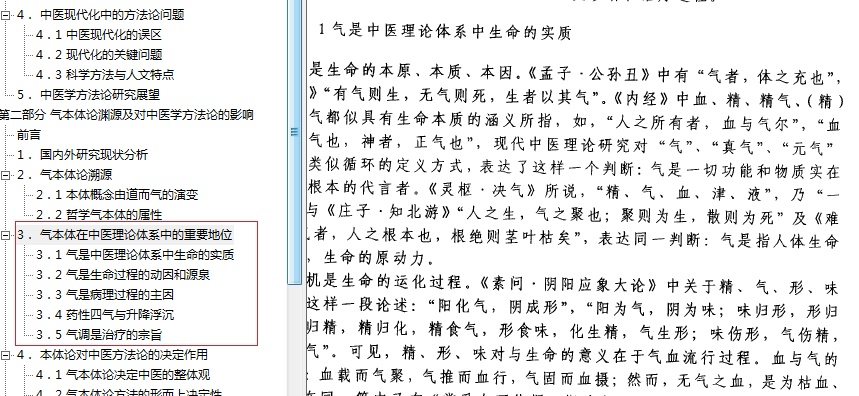 4．中医现代化中的方法论问题
4.1 中医现代化的误区
4.2 现代化的关键问题
4.3 科学方法与人文特点
5．中医学方法论研究展望
第二部分 气本体论渊源及对中医学方法论的影响
前言
1．国内外研究现状分析
2．气本体论溯源
2.1 本体概念由道而气的演变
2.2 哲学气本体的属性
3．气本体在中医理论体系中的重要地位
3.1 气是中医理论体系中生命的实质
3.2 气是生命过程的动因和源泉
3.3 气是病理过程的主因
3.4 药性四气与升降浮沉
3.5 气调是治疗的宗旨
4．本体论对中医方法论的决定作用
4.1 气本体论决定中医的整体观
4.2 气本体论方法的形而上决定性
1 气是中医理论体系中生命的实质
是生命的本原、本质、本因。《孟子·公孙丑》中有“气者，体之充也”，
》“有气则生，无气则死，生者以其气”。《内经》中血、精、精气、（精）
气都似具有生命本质的涵义所指，如，“人之所有者，血与气尔”，“血
气也，神者，正气也”，现代中医理论研究对“气”、“真气”、“元气”
类似循环的定义方式，表达了这样一个判断：气是一切功能和物质实在
根本的代言者。《灵枢·决气》所说，“精、气、血、津、液”，乃“一
与《庄子·知北游》“人之生，气之聚也；聚则为生，散则为死”及《难
者，人之根本也，根绝则茎叶枯矣”，表达同一判断：气是指人体生命
，生命的原动力。
机是生命的运化过程。《素问·阴阳应象大论》中关于精、气、形、味
这样一段论述：“阳化气，阴成形”，“阳为气，阴为味；味归形，形归
归精，精归化，精食气，形食味，化生精，气生形；味伤形，气伤精，
气”。可见，精、形、味对与生命的意义在于气血流行过程。血与气的
：血载而气聚，气推而血行，气固而血摄；然而，无气之血，是为枯血、